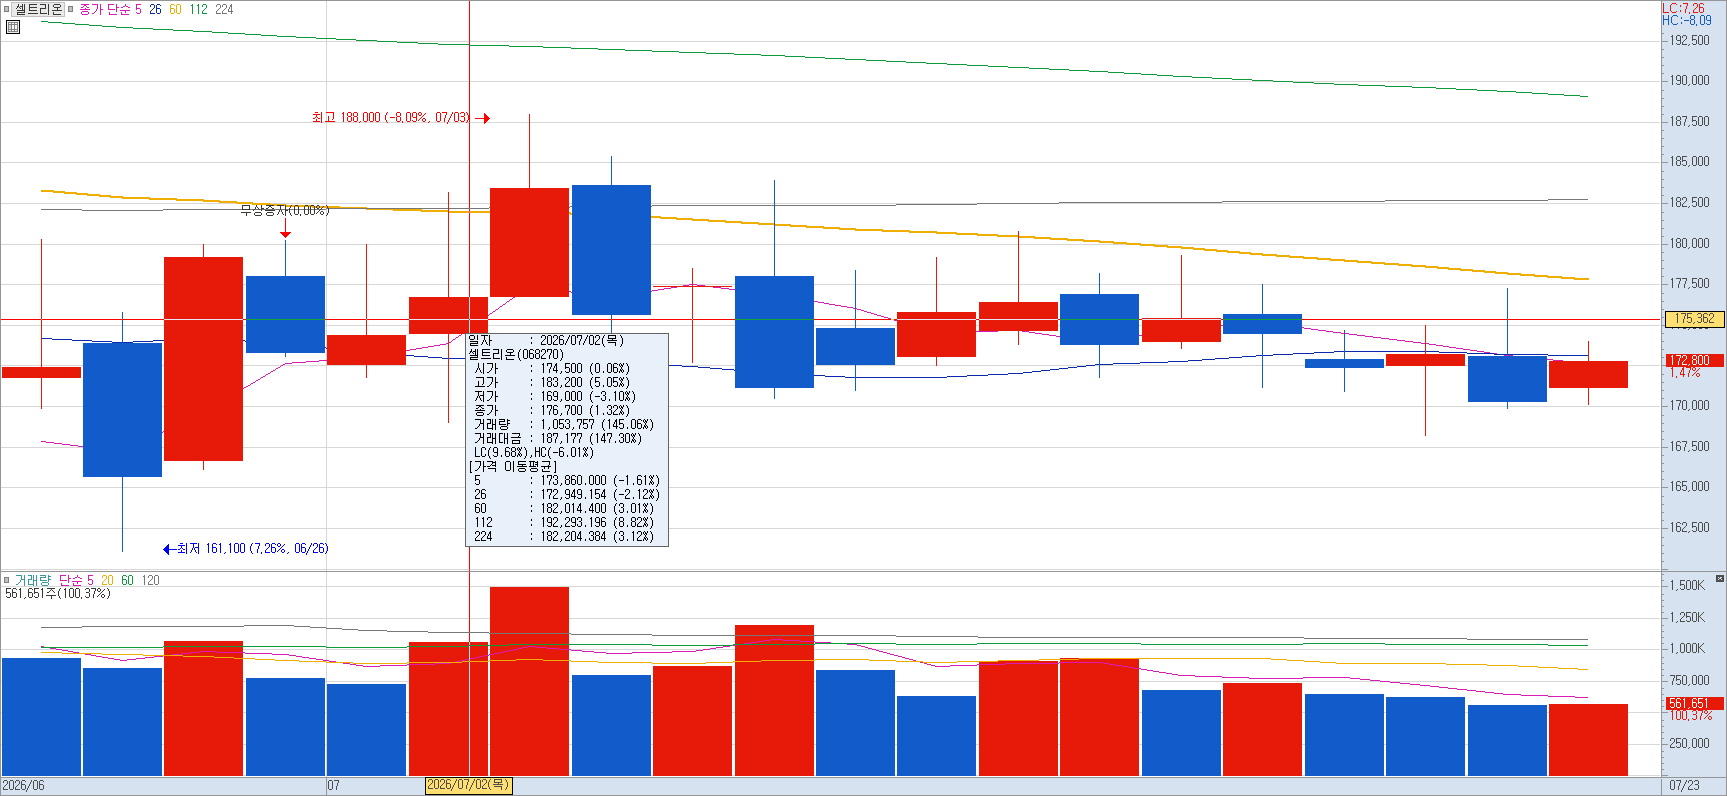 셀트리온 종가 단순 5 26 60 112 224
LC:7,26
HC:-8,09
192,500
190,000
최고 188,000 (-8,09%, 07/03)
187,500
185,000
무상증자(0,00%)
182,500
180,000
177,500
175,362
172,800
1,47%
170,000
167,500
165,000
162,500
일자 : 2026/07/02(목)
셀트리온(068270)
시가 : 174,500 (0.06%)
고가 : 183,200 (5.05%)
저가 : 169,000 (-3.10%)
종가 : 176,700 (1.32%)
거래량 : 1,053,757 (145.06%)
거래대금 : 187,177 (147.30%)
LC(9.68%),HC(-6.01%)
[가격 이동평균]
5 : 173,860.000 (-1.61%)
26 : 172,949.154 (-2.12%)
60 : 182,014.400 (3.01%)
112 : 192,293.196 (8.82%)
224 : 182,204.384 (3.12%)
최저 161,100 (7,26%, 06/26)
거래량 단순 5 20 60 120
561,651주(100,37%)
1,500K
1,250K
1,000K
750,000
561,651
100,37%
250,000
2026/06
07
2026/07/02(목)
07/23